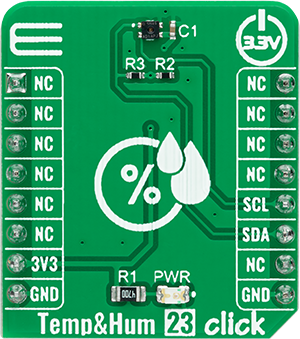 C1
3.3V
R3 R2
NC NC
NC NC
NC NC
NC NC
NC % SCL
NC SDA
3V3 NC
GND GND
R1 PWR
4700
Temp&Hum 23 click